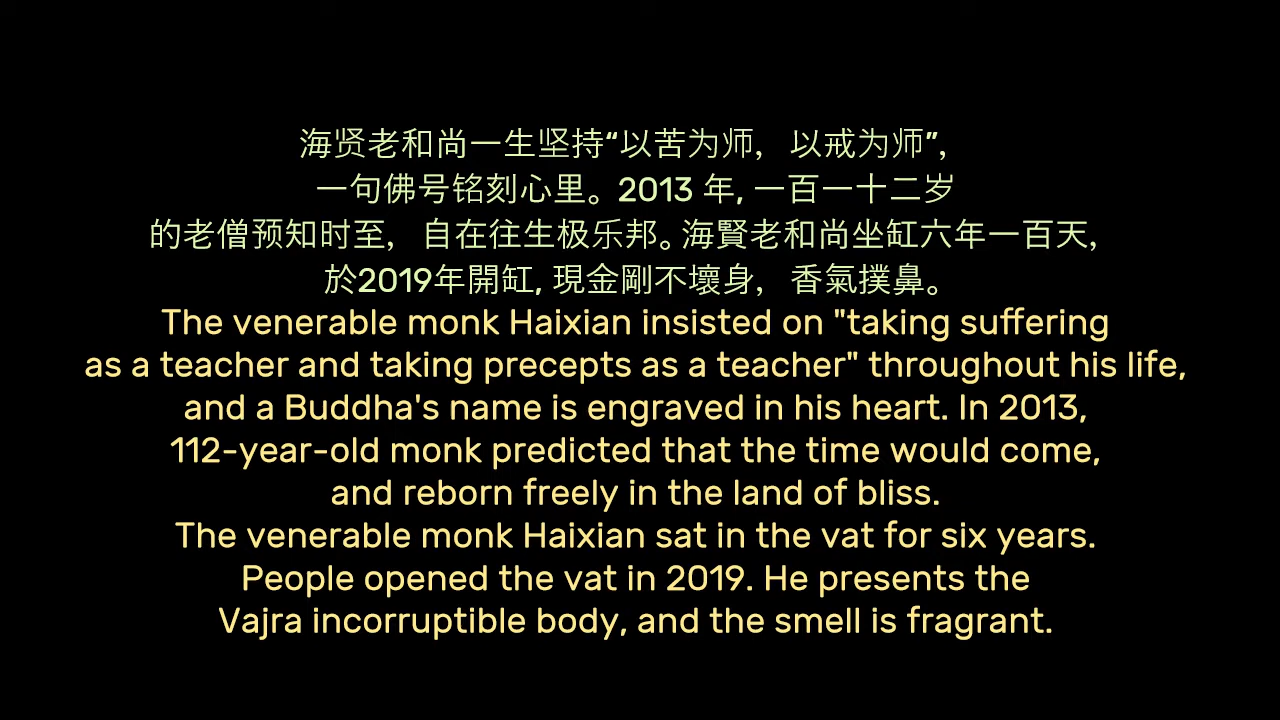 海贤老和尚一生坚持“以苦为师，以戒为师”，
一句佛号铭刻心里。2013 年, 一百一十二岁
的老僧预知时至，自在往生极乐邦。海賢老和尚坐缸六年一百天，
於2019年開缸, 現金剛不壞身，香氣撲鼻。
The venerable monk Haixian insisted on "taking suffering
as a teacher and taking precepts as a teacher" throughout his life,
and a Buddha's name is engraved in his heart. In 2013,
112-year-old monk predicted that the time would come,
and reborn freely in the land of bliss.
The venerable monk Haixian sat in the vat for six years.
People opened the vat in 2019. He presents the
Vajra incorruptible body, and the smell is fragrant.